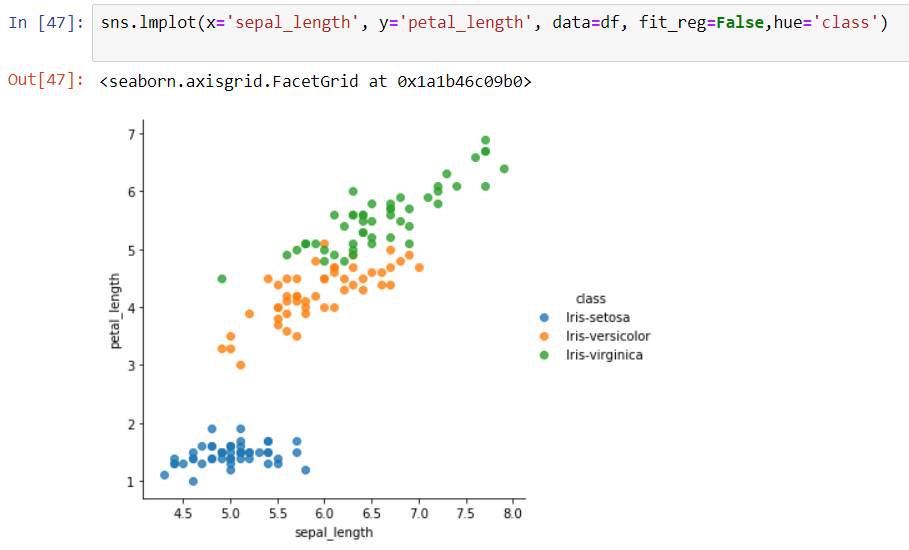 In [47]: sns.lmplot(x='sepal_length', y='petal_length', data=df, fit_reg=False,hue='class')
Out[47]: <seaborn.axisgrid.FacetGrid at 0x1a1b46c09b0>
7
6
5
4
3
2
1
petal_length
4.5 5.0 5.5 6.0 6.5 7.0 7.5 8.0
sepal_length
class
Iris-setosa
Iris-versicolor
Iris-virginica